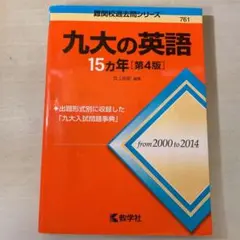 難関校過去問シリーズ
761
九大の英語
15カ年[第4版]
編著
出題形式別に収録した
「九大入試問題事典」
from 2000 to 2014
教学社